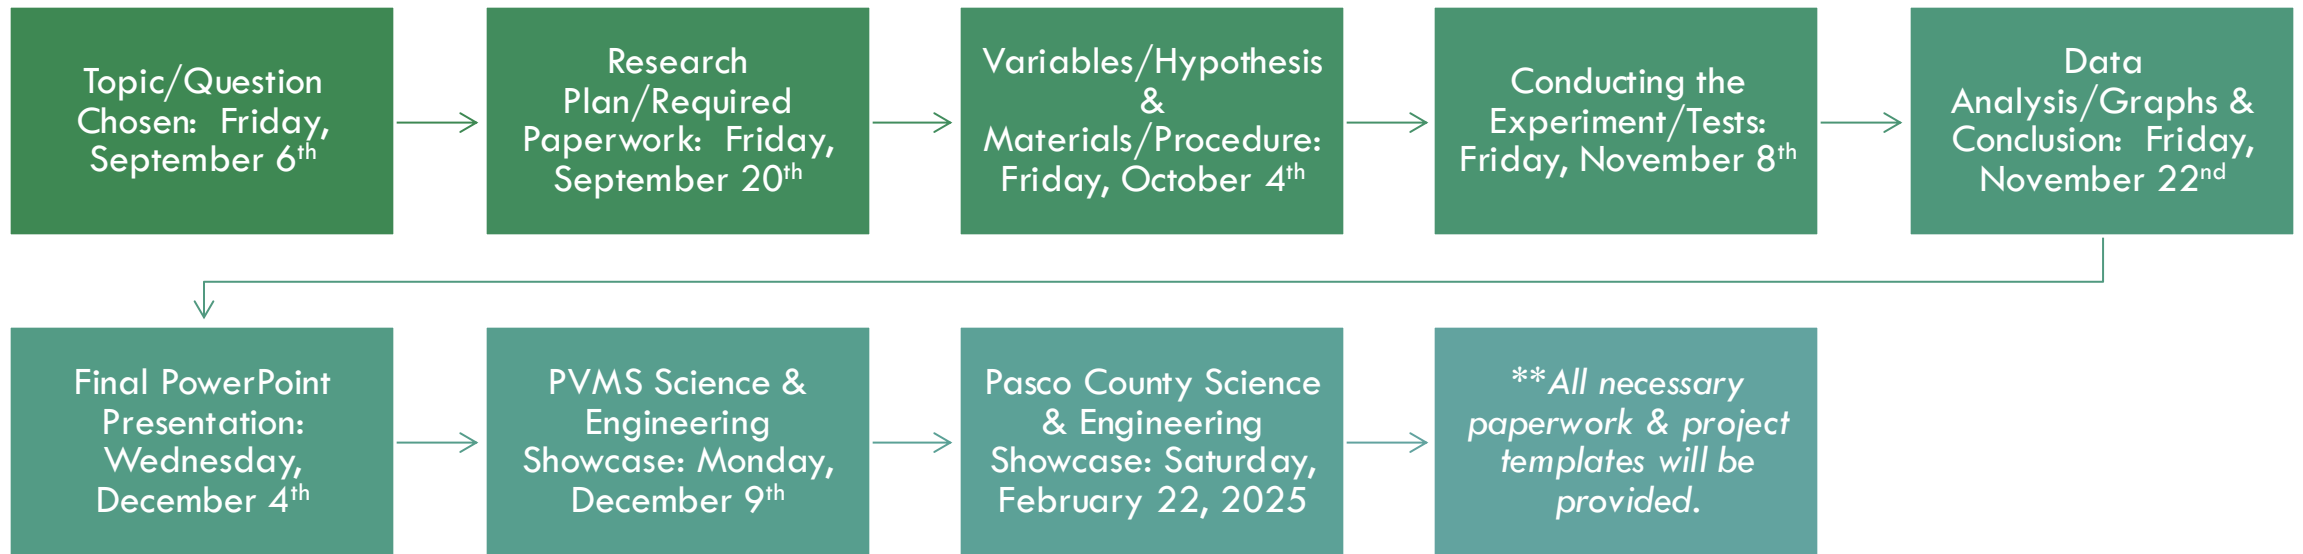 Topic/Question
Chosen:  Friday,
September 6th
Research
Plan/Required
Paperwork:  Friday,
September 20th
Variables/Hypothesis
&
Materials/Procedure:
Friday, October 4th
Conducting the
Experiment/Tests:
Friday, November 8th
Data
Analysis/Graphs &
Conclusion:  Friday,
November 22nd
Final PowerPoint
Presentation:
Wednesday,
December 4th
PVMS Science &
Engineering
Showcase: Monday,
December 9th
Pasco County Science
& Engineering
Showcase: Saturday,
February 22, 2025
**All necessary
paperwork & project
templates will be
provided.